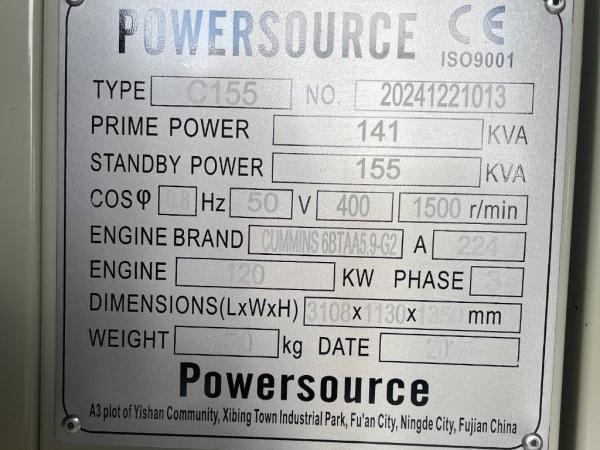 POWERSOURCE CE
ISO9001
TYPE C155 NO. 20241221013
PRIME POWER 141 KVA
STANDBY POWER 155 KVA
COSφ 0.8 Hz 50 V 400 1500 r/min
ENGINE BRAND CUMMINS 6BTAA5.9-G2 A 224
ENGINE 120 KW PHASE 3
DIMENSIONS(LxWxH) 3108x1130x mm
WEIGHT kg DATE
Powersource
A3 plot of Yishan Community, Xibing Town Industrial Park, Fu'an City, Ningde City, Fujian China